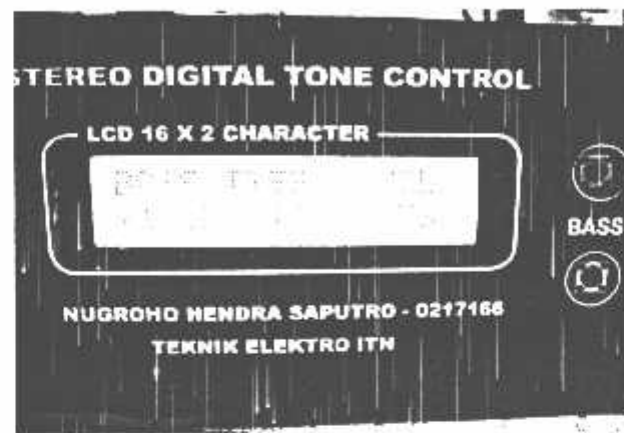 STEREO DIGITAL TONE CONTROL
LCD 16 X 2 CHARACTER
BASS
NUGROHO HENDRA SAPUTRO - 0217166
TEKNIK ELEKTRO ITN